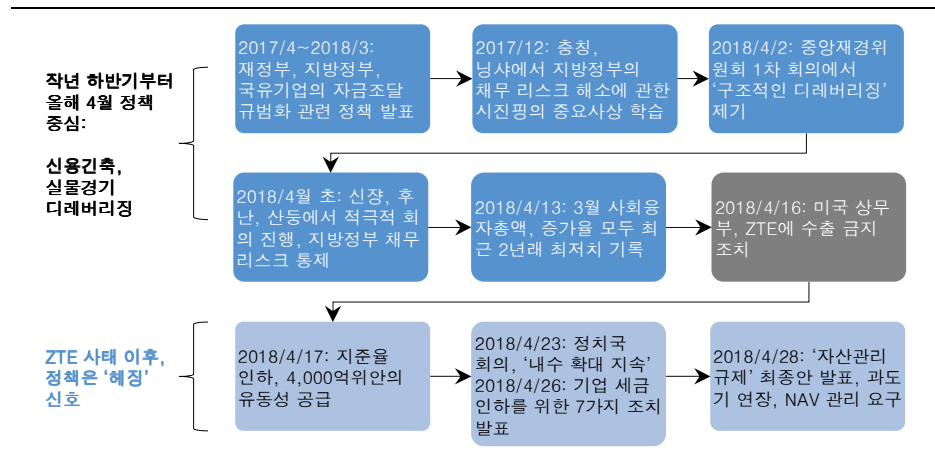 작년 하반기부터
올해 4월 정책
중심:
신용긴축,
실물경기
디레버리징
2017/4~2018/3:
재정부, 지방정부,
국유기업의 자금조달
규범화 관련 정책 발표
2017/12: 충칭,
닝샤에서 지방정부의
채무 리스크 해소에 관한
시진핑의 중요사상 학습
2018/4/2: 중앙재경위
원회 1차 회의에서
‘구조적인 디레버리징’
제기
2018/4월 초: 신쟝, 후
난, 산둥에서 적극적 회
의 진행, 지방정부 채무
리스크 통제
2018/4/13: 3월 사회융
자총액, 증가율 모두 최
근 2년래 최저치 기록
2018/4/16: 미국 상무
부, ZTE에 수출 금지
조치
ZTE 사태 이후,
정책은 ‘헤징’
신호
2018/4/17: 지준율
인하, 4,000억위안의
유동성 공급
2018/4/23: 정치국
회의, ‘내수 확대 지속’
2018/4/26: 기업 세금
인하를 위한 7가지 조치
발표
2018/4/28: ‘자산관리
규제’ 최종안 발표, 과도
기 연장, NAV 관리 요구